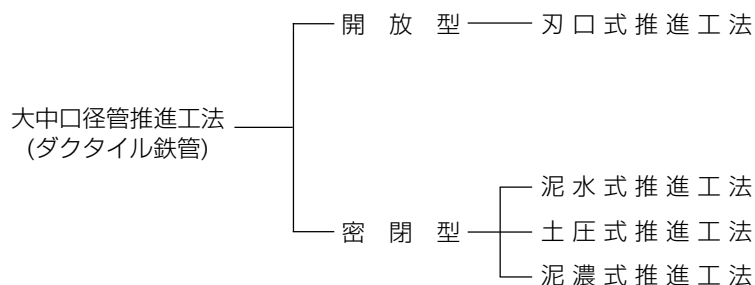 大中口径管推進工法
(ダクタイル鉄管)
開放型
刃口式推進工法
密閉型
泥水式推進工法
土圧式推進工法
泥濃式推進工法